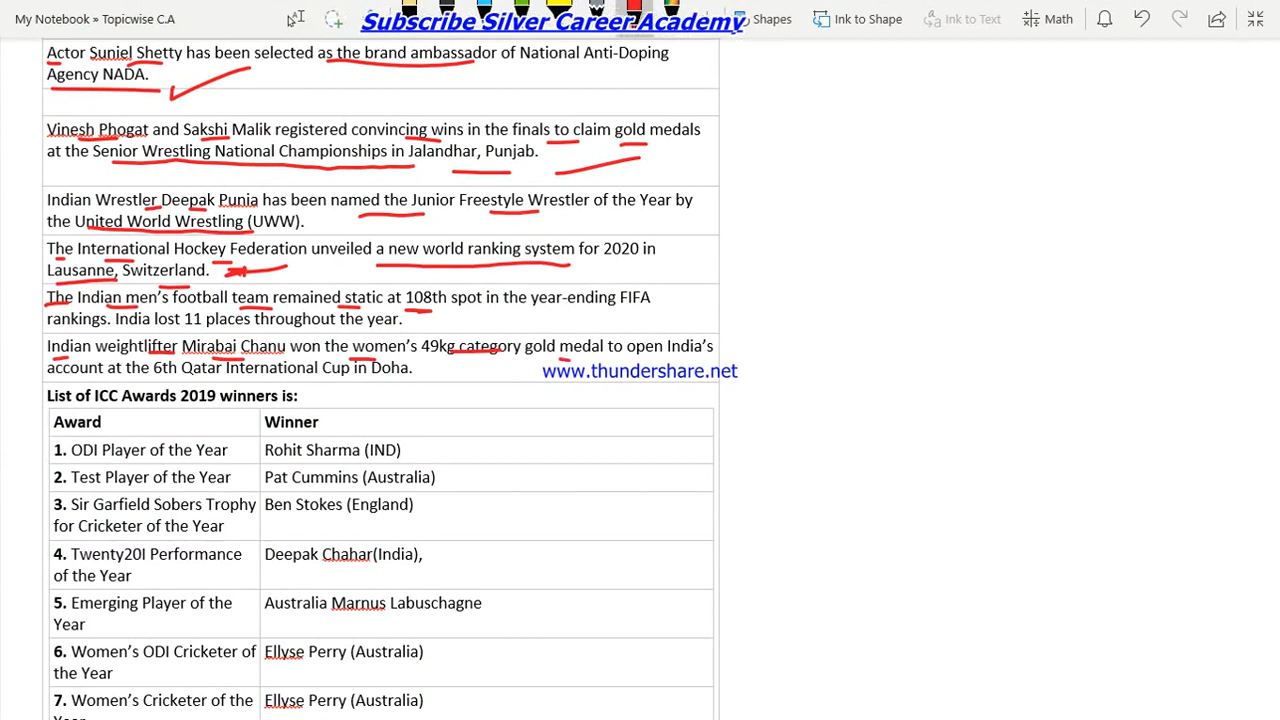 My Notebook » Topicwise C.A
Subscribe Silver Career Academy
Shapes
Ink to Shape
Ink to Text
Math
Actor Suniel Shetty has been selected as the brand ambassador of National Anti-Doping
Agency NADA.
Vinesh Phogat and Sakshi Malik registered convincing wins in the finals to claim gold medals
at the Senior Wrestling National Championships in Jalandhar, Punjab.
Indian Wrestler Deepak Punia has been named the Junior Freestyle Wrestler of the Year by
the United World Wrestling (UWW).
The International Hockey Federation unveiled a new world ranking system for 2020 in
Lausanne, Switzerland.
The Indian men’s football team remained static at 108th spot in the year-ending FIFA
rankings. India lost 11 places throughout the year.
Indian weightlifter Mirabai Chanu won the women’s 49kg category gold medal to open India’s
account at the 6th Qatar International Cup in Doha.
www.thundershare.net
List of ICC Awards 2019 winners is:
Award Winner
1. ODI Player of the Year Rohit Sharma (IND)
2. Test Player of the Year Pat Cummins (Australia)
3. Sir Garfield Sobers Trophy Ben Stokes (England)
for Cricketer of the Year
4. Twenty20I Performance Deepak Chahar(India),
of the Year
5. Emerging Player of the Australia Marnus Labuschagne
Year
6. Women’s ODI Cricketer of Ellyse Perry (Australia)
the Year
7. Women’s Cricketer of the Ellyse Perry (Australia)
Year